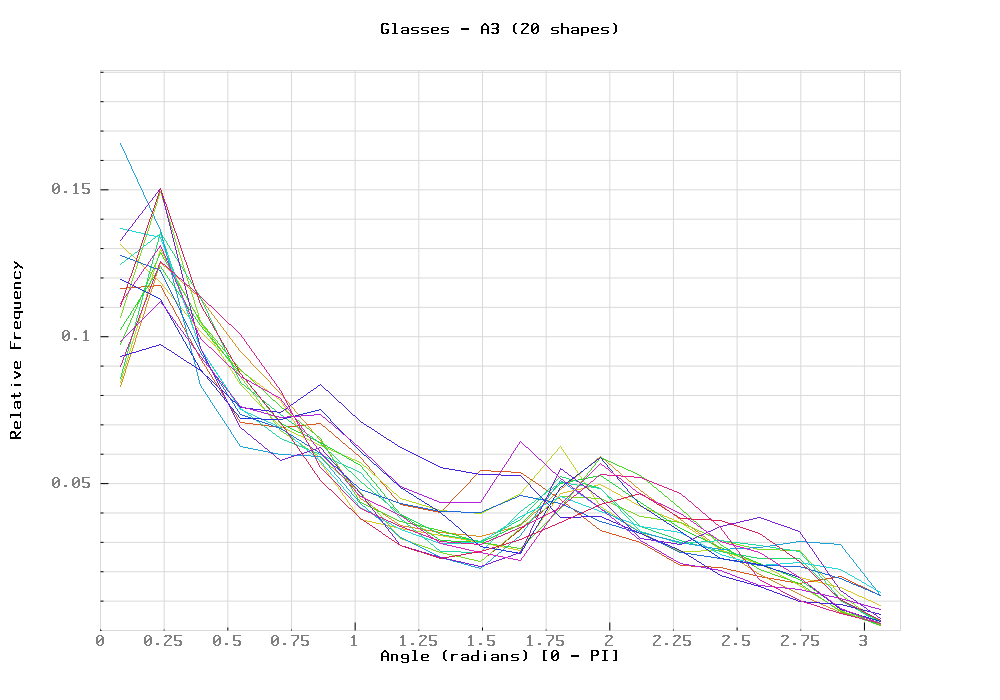 Glasses - A3 (20 shapes)
0.15
0.1
0.05
Relative Frequency
0 0.25 0.5 0.75 1 1.25 1.5 1.75 2 2.25 2.5 2.75 3
Angle (radians) [0 - PI]